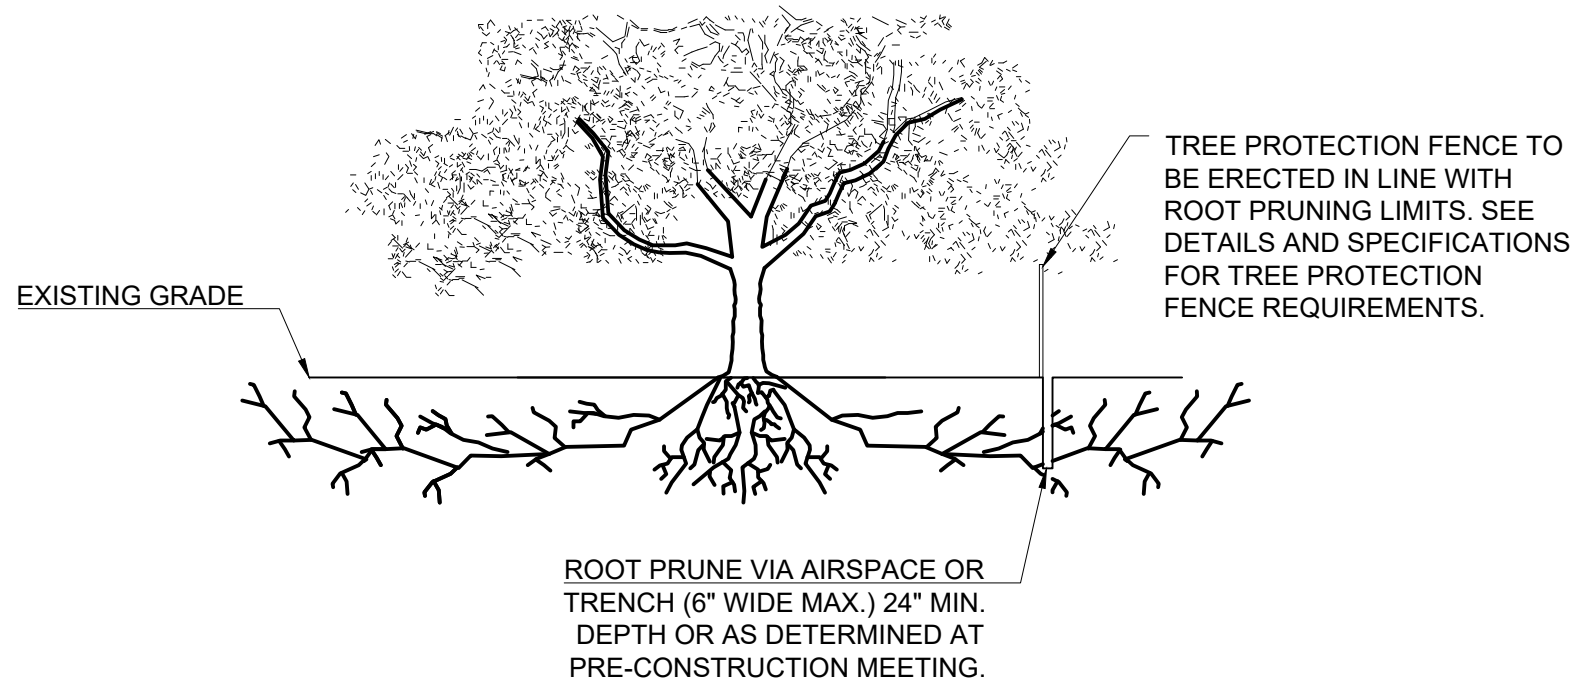 TREE PROTECTION FENCE TO
BE ERECTED IN LINE WITH
ROOT PRUNING LIMITS. SEE
DETAILS AND SPECIFICATIONS
FOR TREE PROTECTION
FENCE REQUIREMENTS.
EXISTING GRADE
ROOT PRUNE VIA AIRSPACE OR
TRENCH (6" WIDE MAX.) 24" MIN.
DEPTH OR AS DETERMINED AT
PRE-CONSTRUCTION MEETING.